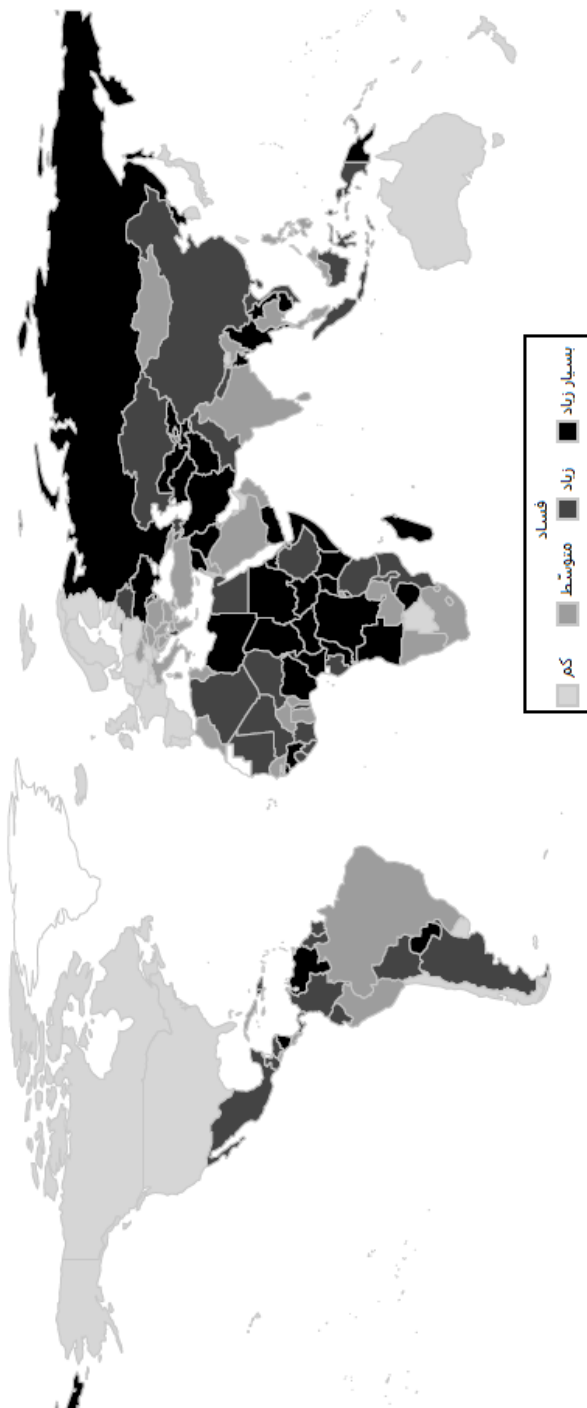 فساد
کم
متوسّط
زیاد
بسیار زیاد